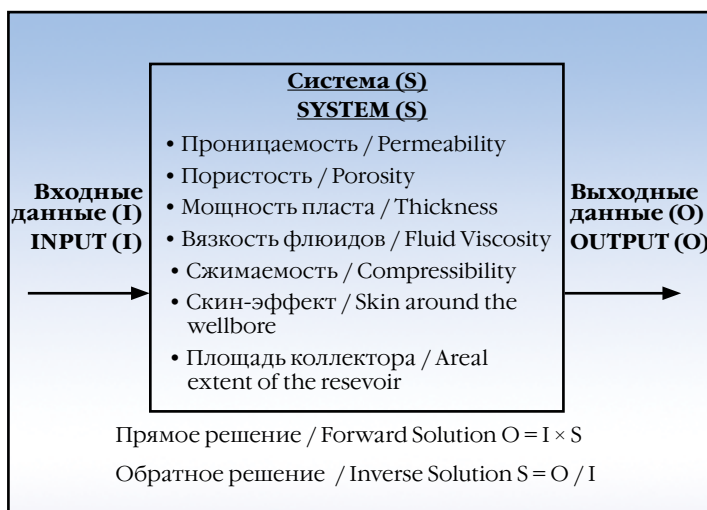 Система (S)
SYSTEM (S)
• Проницаемость / Permeability
• Пористость / Porosity
• Мощность пласта / Thickness
• Вязкость флюидов / Fluid Viscosity
• Сжимаемость / Compressibility
• Скин-эффект / Skin around the
wellbore
• Площадь коллектора / Areal
extent of the resevoir
Входные
данные (I)
INPUT (I)
Выходные
данные (O)
OUTPUT (O)
Прямое решение / Forward Solution O = I × S
Обратное решение / Inverse Solution S = O / I